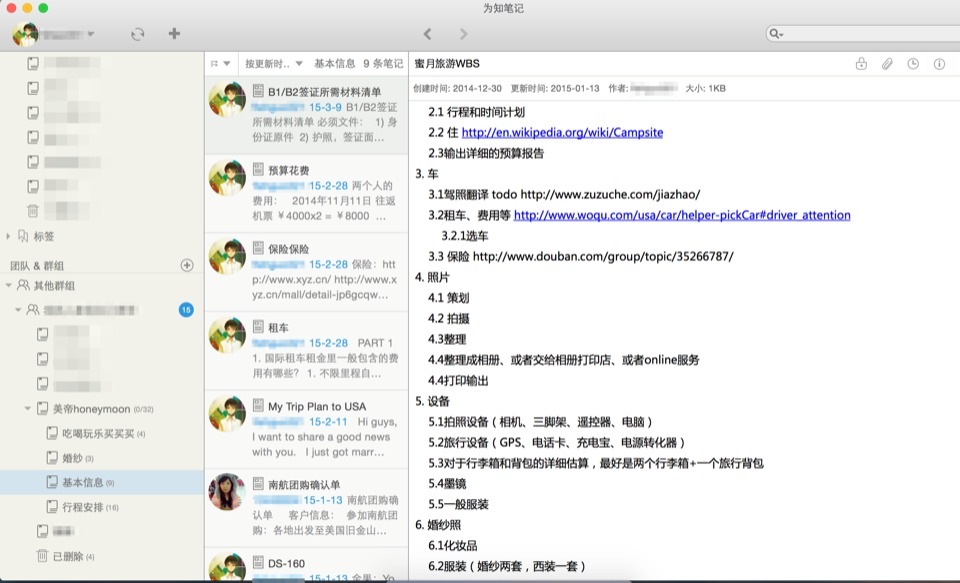 为知笔记
标签
团队 & 群组
其他群组
15
美帝honeymoon (0/32)
吃喝玩乐买买买 (4)
婚纱 (3)
基本信息 (9)
行程安排 (16)
已删除 (4)
按更新时.. 基本信息 9 条笔记
B1/B2签证所需材料清单
15-3-9 B1/B2签证
所需材料清单 必须文件： 1) 身
份证原件 2) 护照，签证面...
预算花费
15-2-28 两个人的
费用： 2014年11月11日 往返
机票 ￥4000x2 = ￥8000 ...
保险保险
15-2-28 保险：htt
p://www.xyz.cn/ http://www.x
yz.cn/mall/detail-jp6gcqw...
租车
15-2-28 PART 1
1. 国际租车租金里一般包含的费
用有哪些？ 1. 不限里程自...
My Trip Plan to USA
15-2-11 Hi guys,
I want to share a good news
with you. I just got marr...
南航团购确认单
15-1-13 南航团购确
认单 客户信息： 参加南航团
购：各地出发至美国旧金山...
DS-160
15-1-13 金果：Yo
蜜月旅游WBS
创建时间: 2014-12-30 更新时间: 2015-01-13 作者: 大小: 1KB
2.1 行程和时间计划
2.2 住 http://en.wikipedia.org/wiki/Campsite
2.3输出详细的预算报告
3. 车
3.1驾照翻译 todo http://www.zuzuche.com/jiazhao/
3.2租车、费用等 http://www.woqu.com/usa/car/helper-pickCar#driver_attention
3.2.1选车
3.3 保险 http://www.douban.com/group/topic/35266787/
4. 照片
4.1 策划
4.2 拍摄
4.3整理
4.4整理成相册、或者交给相册打印店、或者online服务
4.4打印输出
5. 设备
5.1拍照设备（相机、三脚架、遥控器、电脑）
5.2旅行设备（GPS、电话卡、充电宝、电源转化器）
5.3对于行李箱和背包的详细估算，最好是两个行李箱+一个旅行背包
5.4墨镜
5.5一般服装
6. 婚纱照
6.1化妆品
6.2服装（婚纱两套，西装一套）